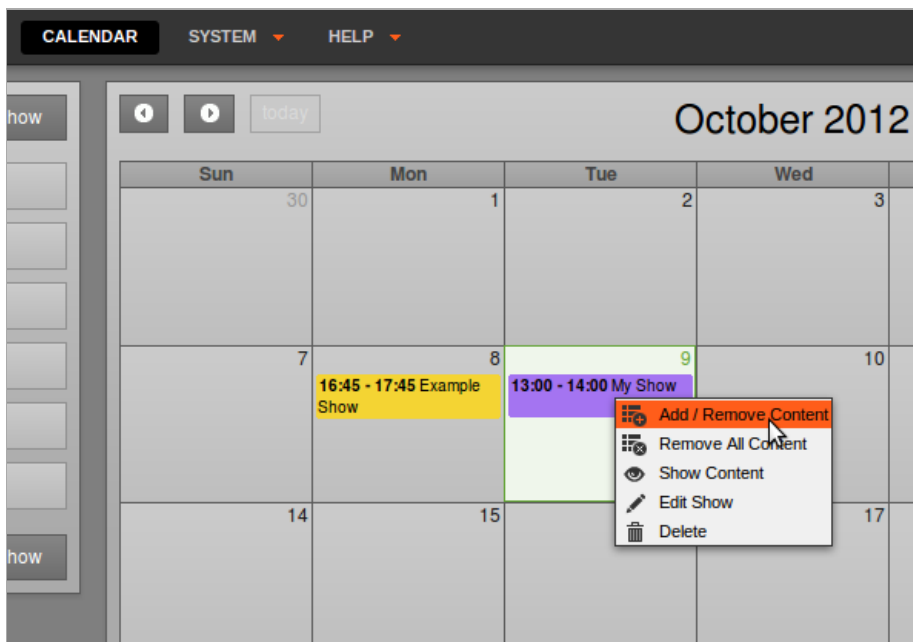 CALENDAR SYSTEM HELP
how
today
October 2012
Sun Mon Tue Wed
30 1 2 3
7 8 9 10
16:45 - 17:45 Example
Show
13:00 - 14:00 My Show
Add / Remove Content
Remove All Content
Show Content
Edit Show
Delete
14 15 17
how